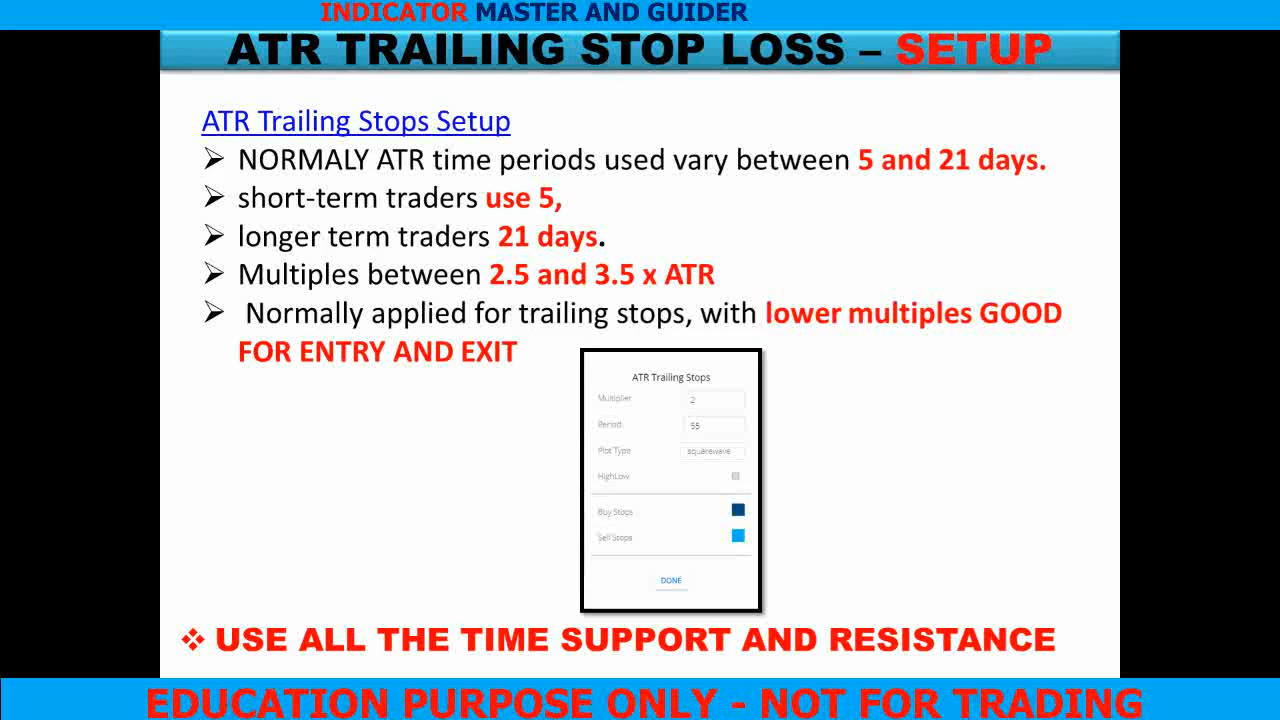 INDICATOR MASTER AND GUIDER
ATR TRAILING STOP LOSS – SETUP
ATR Trailing Stops Setup
➢ NORMALY ATR time periods used vary between 5 and 21 days.
➢ short-term traders use 5,
➢ longer term traders 21 days.
➢ Multiples between 2.5 and 3.5 x ATR
➢ Normally applied for trailing stops, with lower multiples GOOD
FOR ENTRY AND EXIT
ATR Trailing Stops
Multiplier 2
Period 55
Plot Type squarewave
HighLow
Buy Stops
Sell Stops
DONE
❖ USE ALL THE TIME SUPPORT AND RESISTANCE
EDUCATION PURPOSE ONLY - NOT FOR TRADING